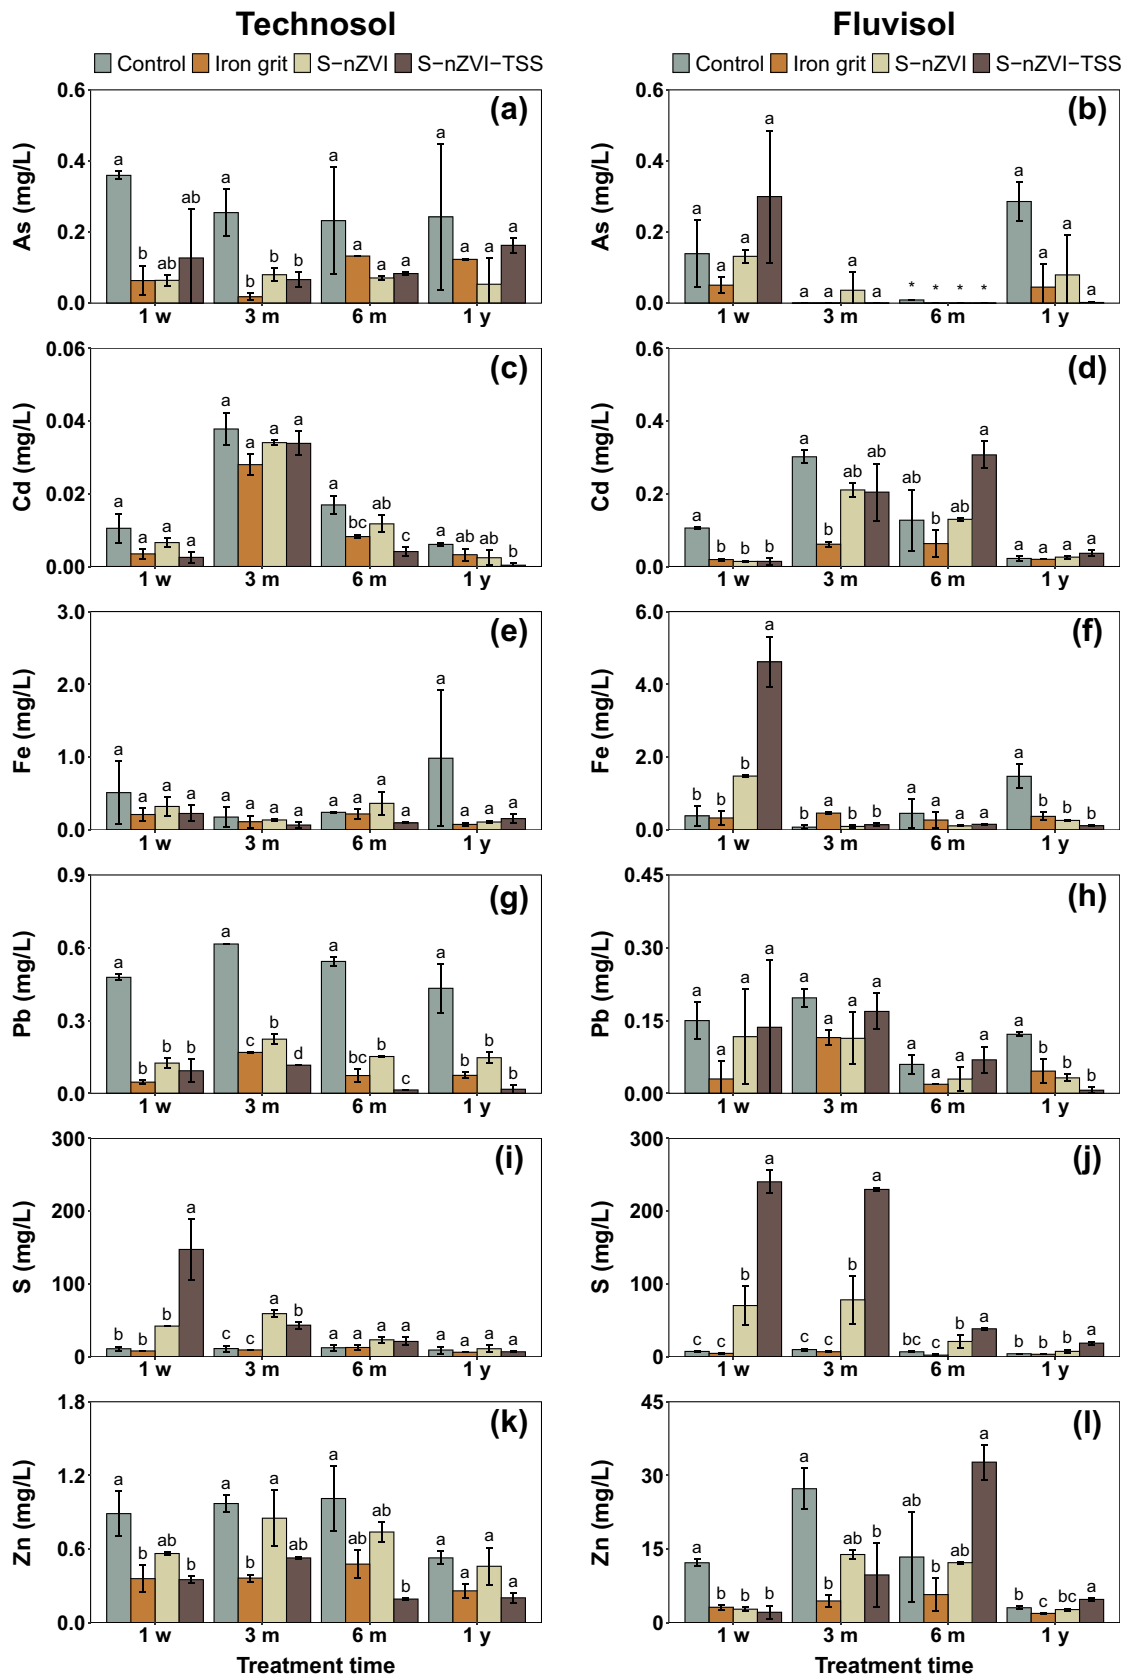 Technosol
Control Iron grit S−nZVI S−nZVI−TSS
Fluvisol
Control Iron grit S−nZVI S−nZVI−TSS
(a)
As (mg/L)
0.6
0.4
0.2
0.0
a b ab ab a b b b a a a a a a a a
1 w 3 m 6 m 1 y
(b)
As (mg/L)
0.6
0.4
0.2
0.0
a a a a a a a a * * * * a a a a
1 w 3 m 6 m 1 y
(c)
Cd (mg/L)
0.06
0.04
0.02
0.00
a a a a a a a a a bc ab c a ab ab b
1 w 3 m 6 m 1 y
(d)
Cd (mg/L)
0.6
0.4
0.2
0.0
a b b b a b ab ab ab b ab a a a a a
1 w 3 m 6 m 1 y
(e)
Fe (mg/L)
3.0
2.0
1.0
0.0
a a a a a a a a a a a a a a a a
1 w 3 m 6 m 1 y
(f)
Fe (mg/L)
6.0
4.0
2.0
0.0
b b b a b a b b a a a a a b b b
1 w 3 m 6 m 1 y
(g)
Pb (mg/L)
0.9
0.6
0.3
0.0
a b b b a c b d a bc b c a b b b
1 w 3 m 6 m 1 y
(h)
Pb (mg/L)
0.45
0.30
0.15
0.00
a a a a a a a a a a a a a b b b
1 w 3 m 6 m 1 y
(i)
S (mg/L)
300
200
100
0
b b b a c c a b a a a a a a a a
1 w 3 m 6 m 1 y
(j)
S (mg/L)
300
200
100
0
c c b a c c b a bc c b a b b b a
1 w 3 m 6 m 1 y
(k)
Zn (mg/L)
1.8
1.2
0.6
0.0
a b ab b a b a ab a ab ab b a a a a
1 w 3 m 6 m 1 y
Treatment time
(l)
Zn (mg/L)
45
30
15
0
a b b b a b ab b ab b ab a b c bc a
1 w 3 m 6 m 1 y
Treatment time